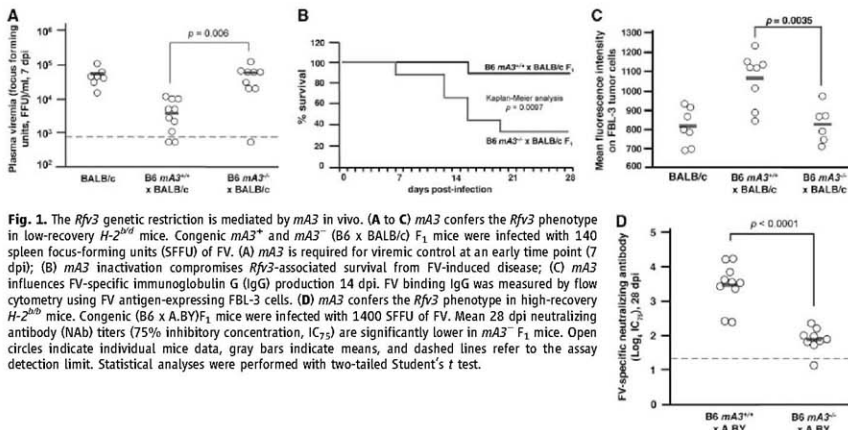 A
Plasma viremia (focus forming
units, FFU)/ml, 7 dpi)
10⁶
10⁵
10⁴
10³
10²
p = 0.006
BALB/c
B6 mA3⁺/⁺
x BALB/c
B6 mA3⁻/⁻
x BALB/c
B
% survival
120
100
80
60
40
20
0
B6 mA3⁺/⁺ x BALB/c F₁
Kaplan-Meier analysis
p = 0.0097
B6 mA3⁻/⁻ x BALB/c F₁
0
7
14
21
28
days post-infection
C
Mean fluorescence intensity
on FBL-3 tumor cells
1300
1200
1100
1000
900
800
700
600
p = 0.0035
BALB/c
B6 mA3⁺/⁺
x BALB/c
B6 mA3⁻/⁻
x BALB/c
Fig. 1. The Rfv3 genetic restriction is mediated by mA3 in vivo. (A to C) mA3 confers the Rfv3 phenotype
in low-recovery H-2ᵇ/ᵈ mice. Congenic mA3⁺ and mA3⁻ (B6 x BALB/c) F₁ mice were infected with 140
spleen focus-forming units (SFFU) of FV. (A) mA3 is required for viremic control at an early time point (7
dpi); (B) mA3 inactivation compromises Rfv3-associated survival from FV-induced disease; (C) mA3
influences FV-specific immunoglobulin G (IgG) production 14 dpi. FV binding IgG was measured by flow
cytometry using FV antigen-expressing FBL-3 cells. (D) mA3 confers the Rfv3 phenotype in high-recovery
H-2ᵇ/ᵇ mice. Congenic (B6 x A.BY)F₁ mice were infected with 1400 SFFU of FV. Mean 28 dpi neutralizing
antibody (NAb) titers (75% inhibitory concentration, IC₇₅) are significantly lower in mA3⁻ F₁ mice. Open
circles indicate individual mice data, gray bars indicate means, and dashed lines refer to the assay
detection limit. Statistical analyses were performed with two-tailed Student's t test.
D
FV-specific neutralizing antibody
IC₇₅), 28 dpi
5
4
3
2
1
0
p < 0.0001
B6 mA3⁺/⁺
x A.BY
B6 mA3⁻/⁻
x A.BY